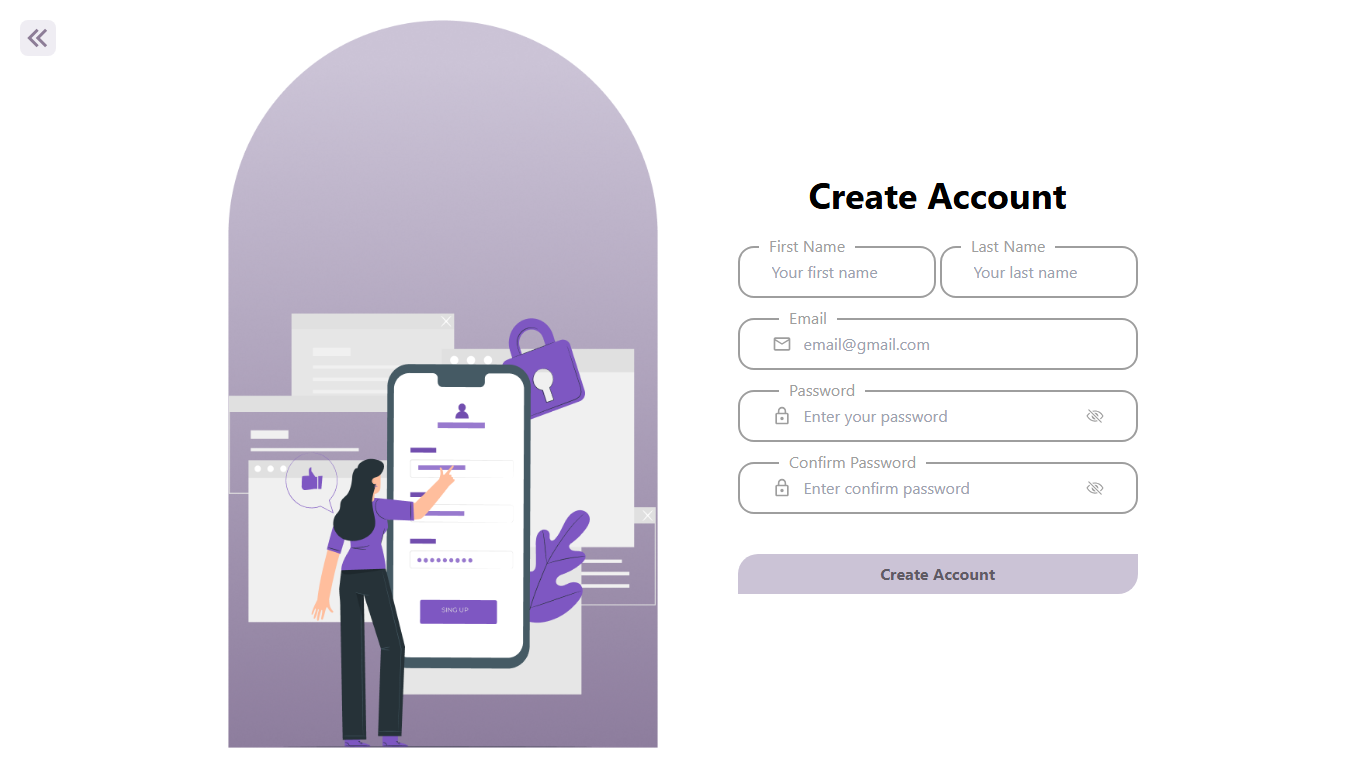 Create Account
First Name Last Name
Your first name Your last name
Email
email@gmail.com
Password
Enter your password
Confirm Password
Enter confirm password
Create Account
SING UP